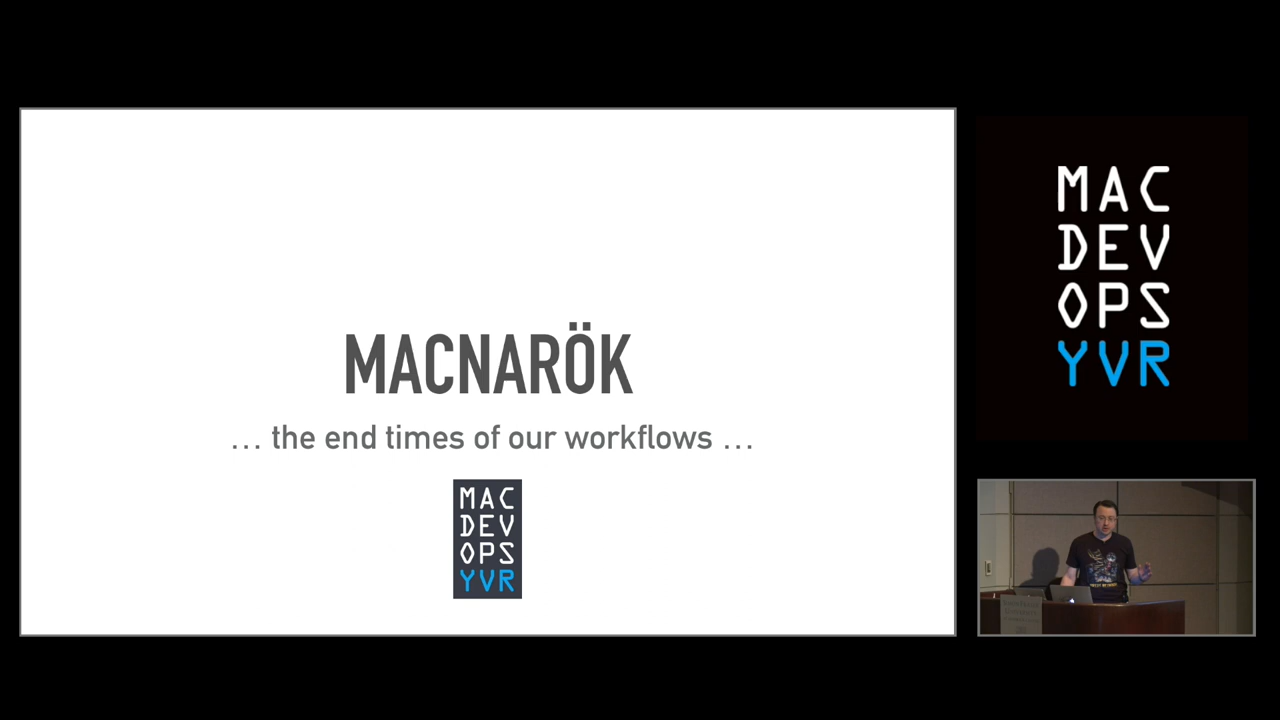 MACNARÖK
… the end times of our workflows …
MAC
DEV
OPS
YVR
MAC
DEV
OPS
YVR